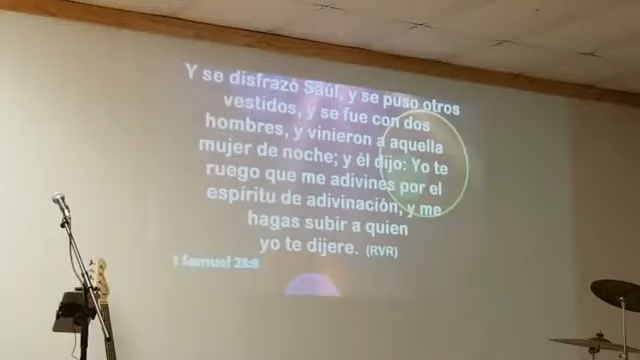 Y se disfrazó Saúl, y se puso otros
vestidos, y se fue con dos
hombres, y vinieron a aquella
mujer de noche; y él dijo: Yo te
ruego que me adivines por el
espíritu de adivinación, y me
hagas subir a quien
yo te dijere. (RVR)
1 Samuel 28:8